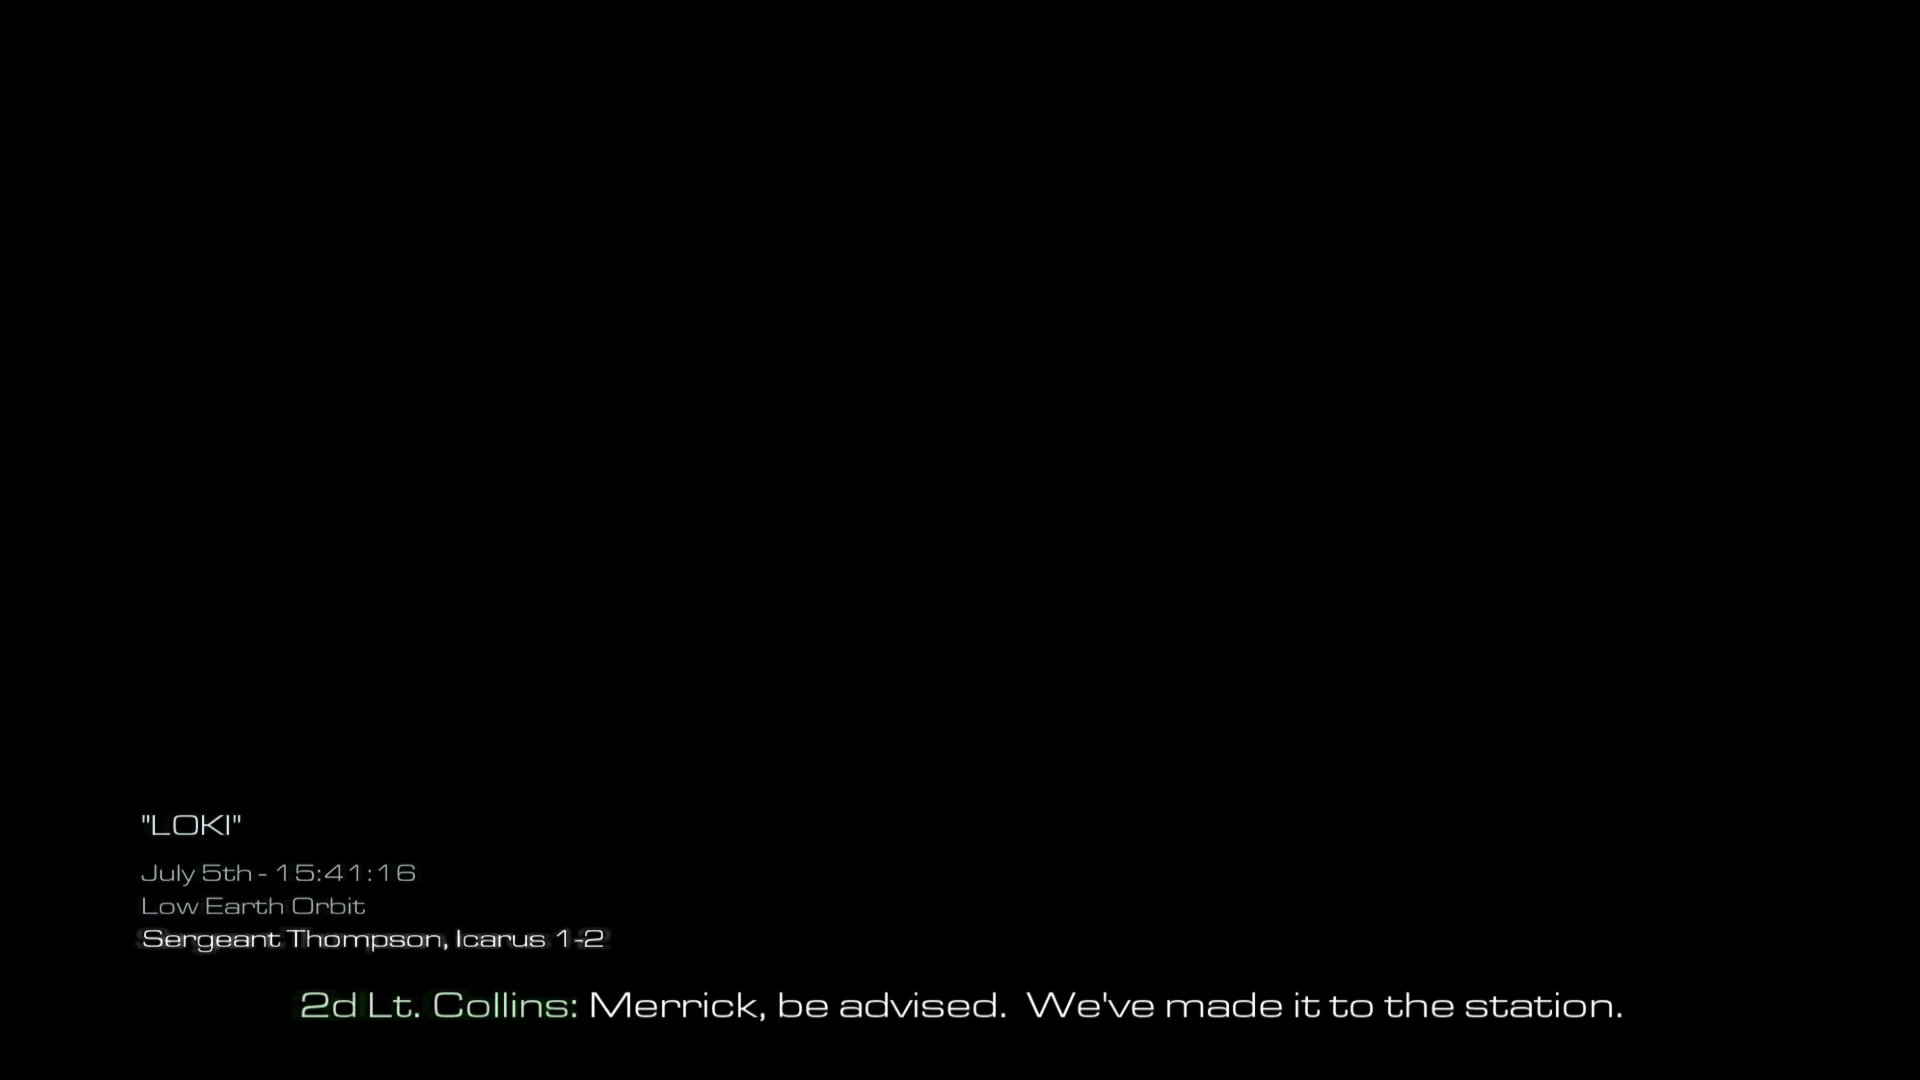 "LOKI"
July 5th - 15:41:16
Low Earth Orbit
Sergeant Thompson, Icarus 1-2
2d Lt. Collins: Merrick, be advised.  We've made it to the station.